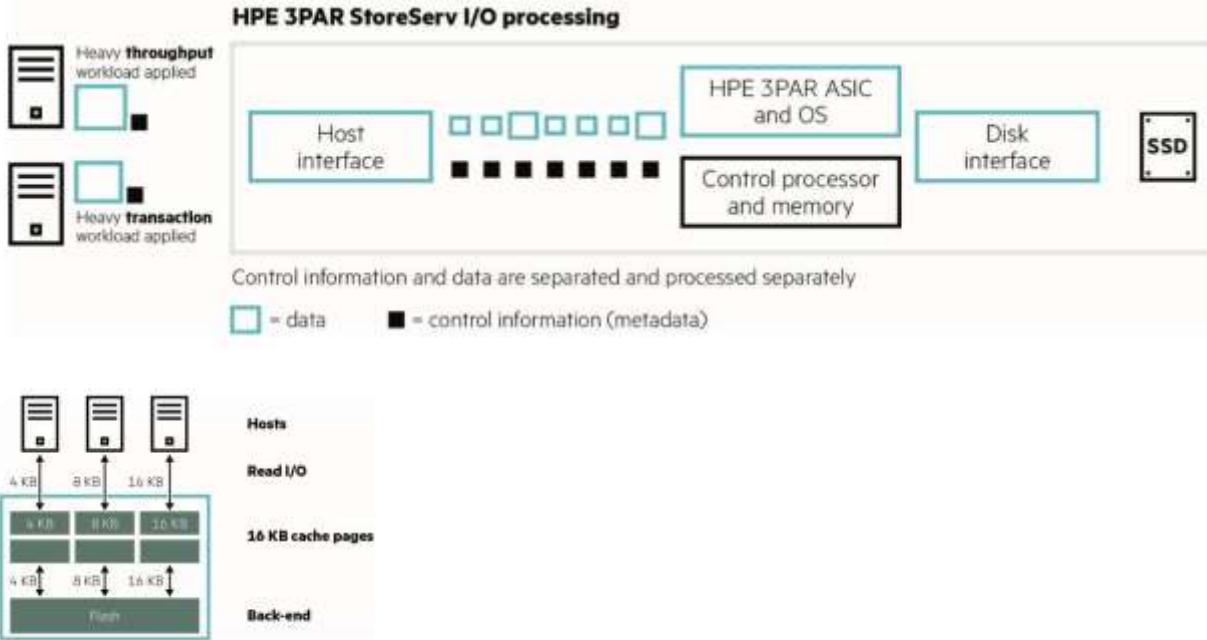 HPE 3PAR StoreServ I/O processing
Heavy throughput
workload applied
Heavy transaction
workload applied
Host
interface
HPE 3PAR ASIC
and OS
Control processor
and memory
Disk
interface
SSD
Control information and data are separated and processed separately
= data
= control information (metadata)
Hosts
Read I/O
4 KB 8 KB 16 KB
4 KB 8 KB 16 KB
16 KB cache pages
4 KB 8 KB 16 KB
Flash
Back-end